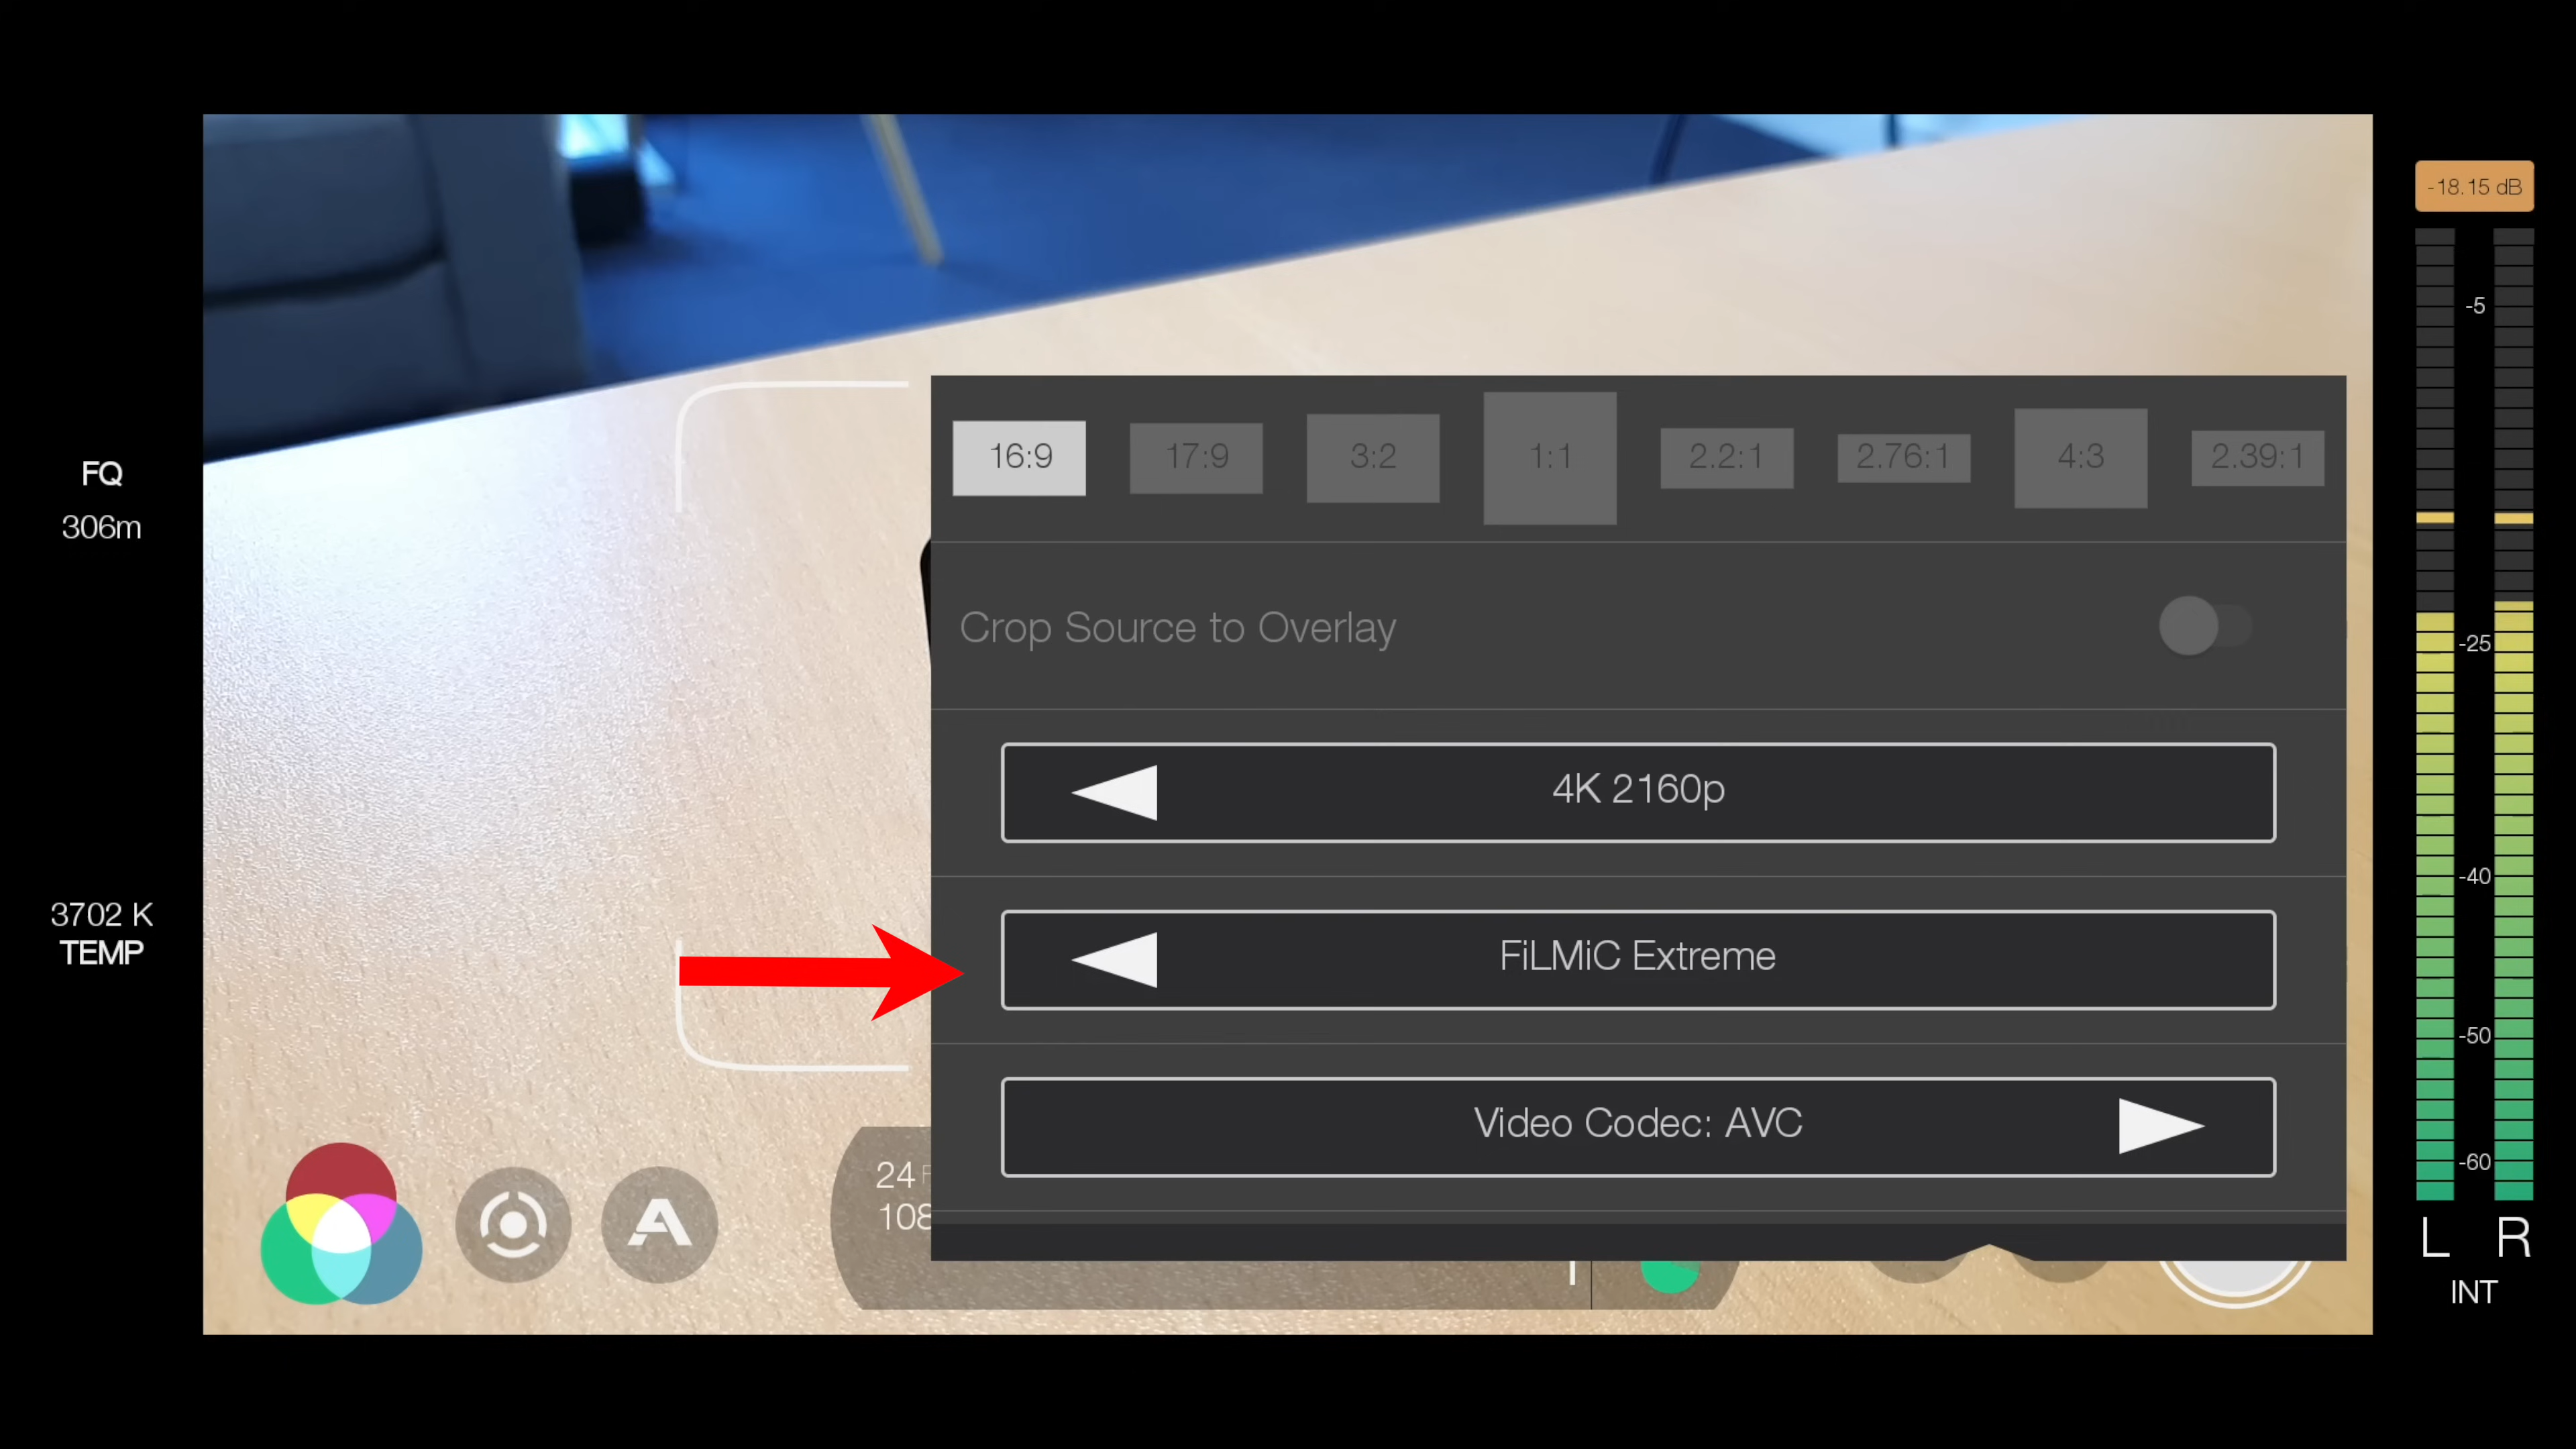 -18.15 dB
16:9 17:9 3:2 1:1 2.2:1 2.76:1 4:3 2.39:1
-5
FQ
306m
Crop Source to Overlay
-25
4K 2160p
-40
3702 K
TEMP
FiLMiC Extreme
-50
Video Codec: AVC
-60
24
108
L R
INT